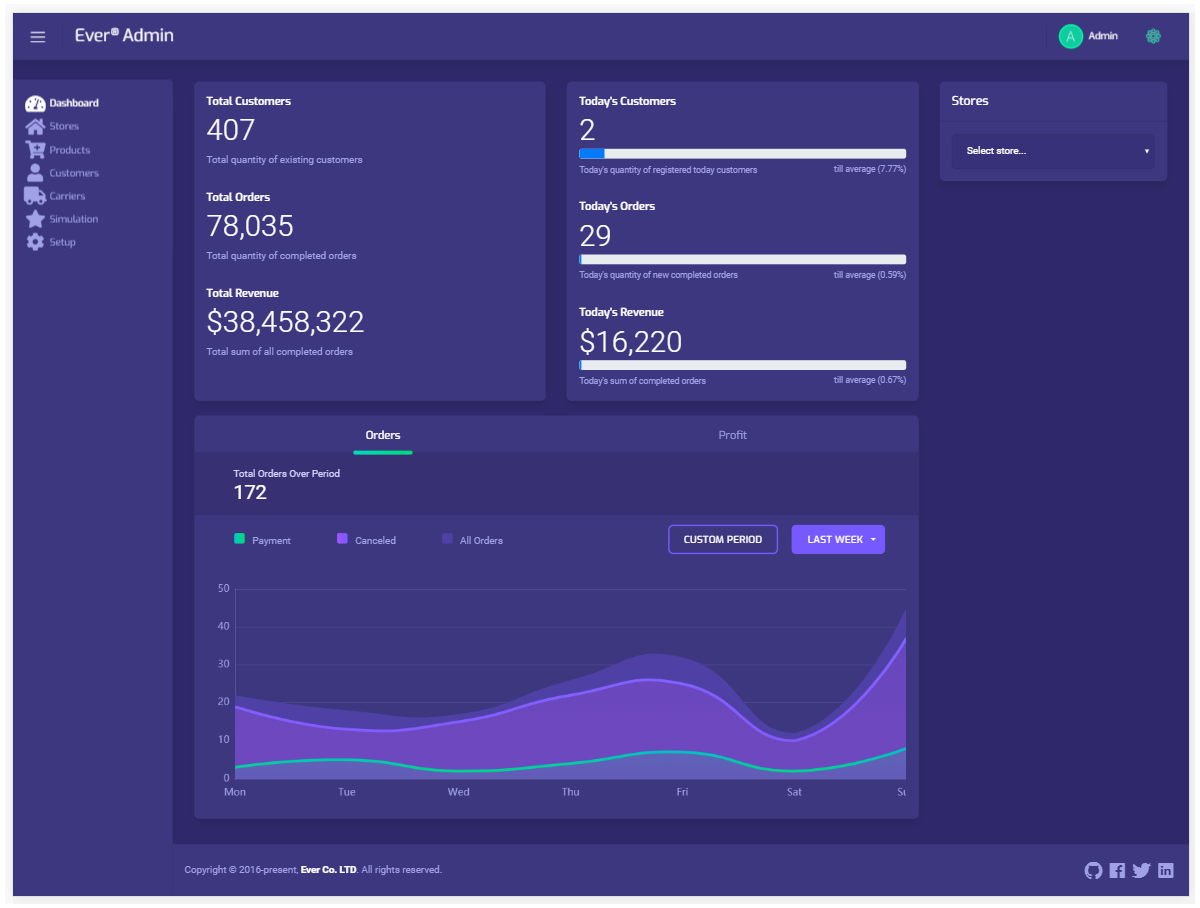 Ever® Admin
A
Admin
Dashboard
Stores
Products
Customers
Carriers
Simulation
Setup
Total Customers
407
Total quantity of existing customers
Total Orders
78,035
Total quantity of completed orders
Total Revenue
$38,458,322
Total sum of all completed orders
Today's Customers
2
Today's quantity of registered today customers till average (7.77%)
Today's Orders
29
Today's quantity of new completed orders till average (0.59%)
Today's Revenue
$16,220
Today's sum of completed orders till average (0.67%)
Stores
Select store...
Orders Profit
Total Orders Over Period
172
Payment Canceled All Orders CUSTOM PERIOD LAST WEEK
50
40
30
20
10
0
Mon Tue Wed Thu Fri Sat Su
Copyright © 2016-present, Ever Co. LTD. All rights reserved.